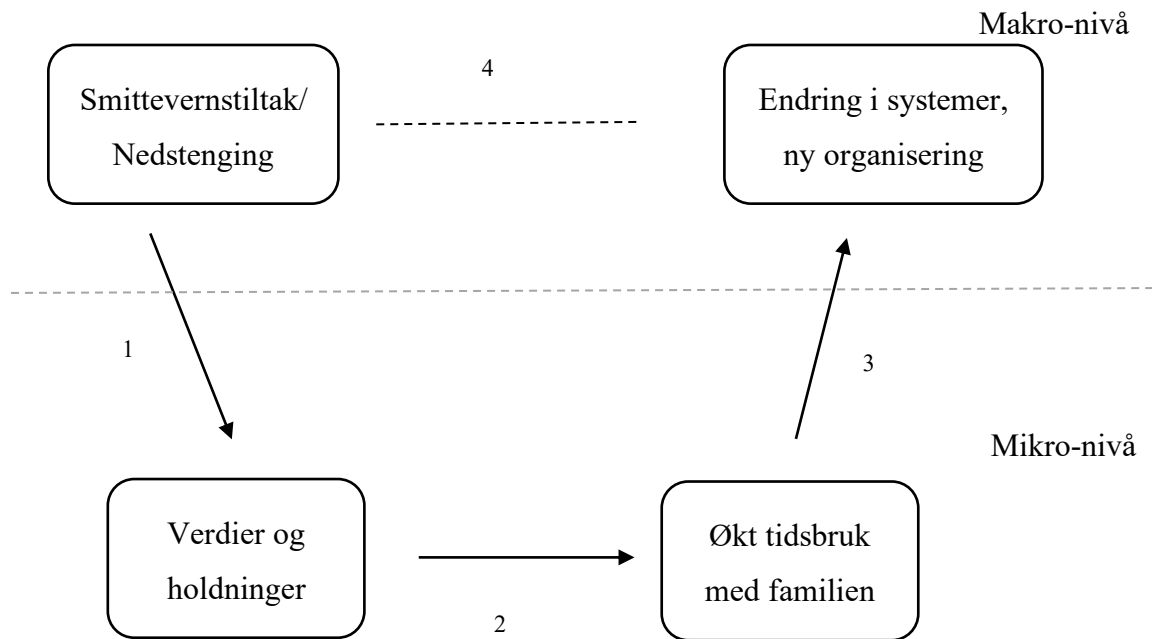 Makro-nivå
4
Smittevernstiltak/
Nedstenging
Endring i systemer,
ny organisering
1
3
Mikro-nivå
Verdier og
holdninger
Økt tidsbruk
med familien
2